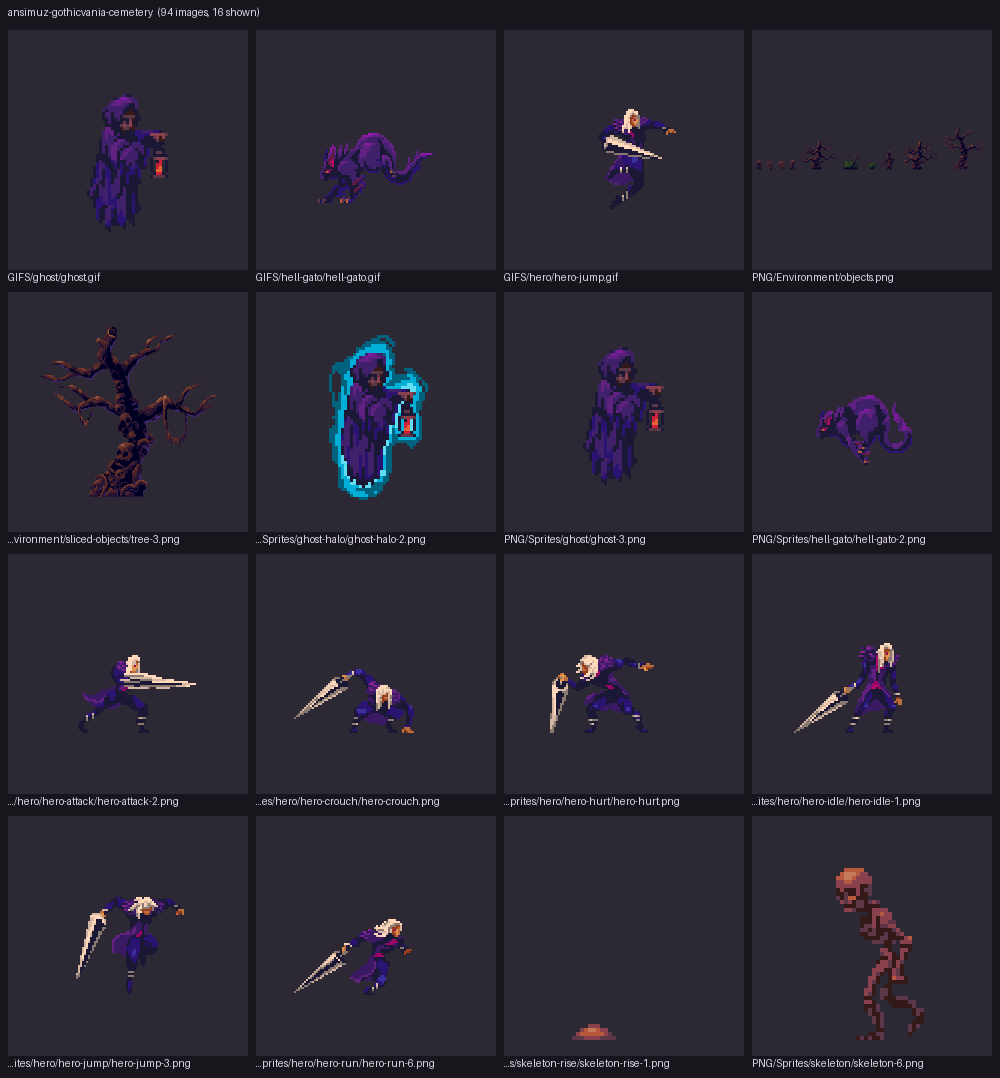 ansimuz-gothicvania-cemetery (94 images, 16 shown)
GIFS/ghost/ghost.gif
GIFS/hell-gato/hell-gato.gif
GIFS/hero/hero-jump.gif
PNG/Environment/objects.png
...vironment/sliced-objects/tree-3.png
...Sprites/ghost-halo/ghost-halo-2.png
PNG/Sprites/ghost/ghost-3.png
PNG/Sprites/hell-gato/hell-gato-2.png
.../hero/hero-attack/hero-attack-2.png
...es/hero/hero-crouch/hero-crouch.png
...prites/hero/hero-hurt/hero-hurt.png
...ites/hero/hero-idle/hero-idle-1.png
...ites/hero/hero-jump/hero-jump-3.png
...prites/hero/hero-run/hero-run-6.png
...s/skeleton-rise/skeleton-rise-1.png
PNG/Sprites/skeleton/skeleton-6.png